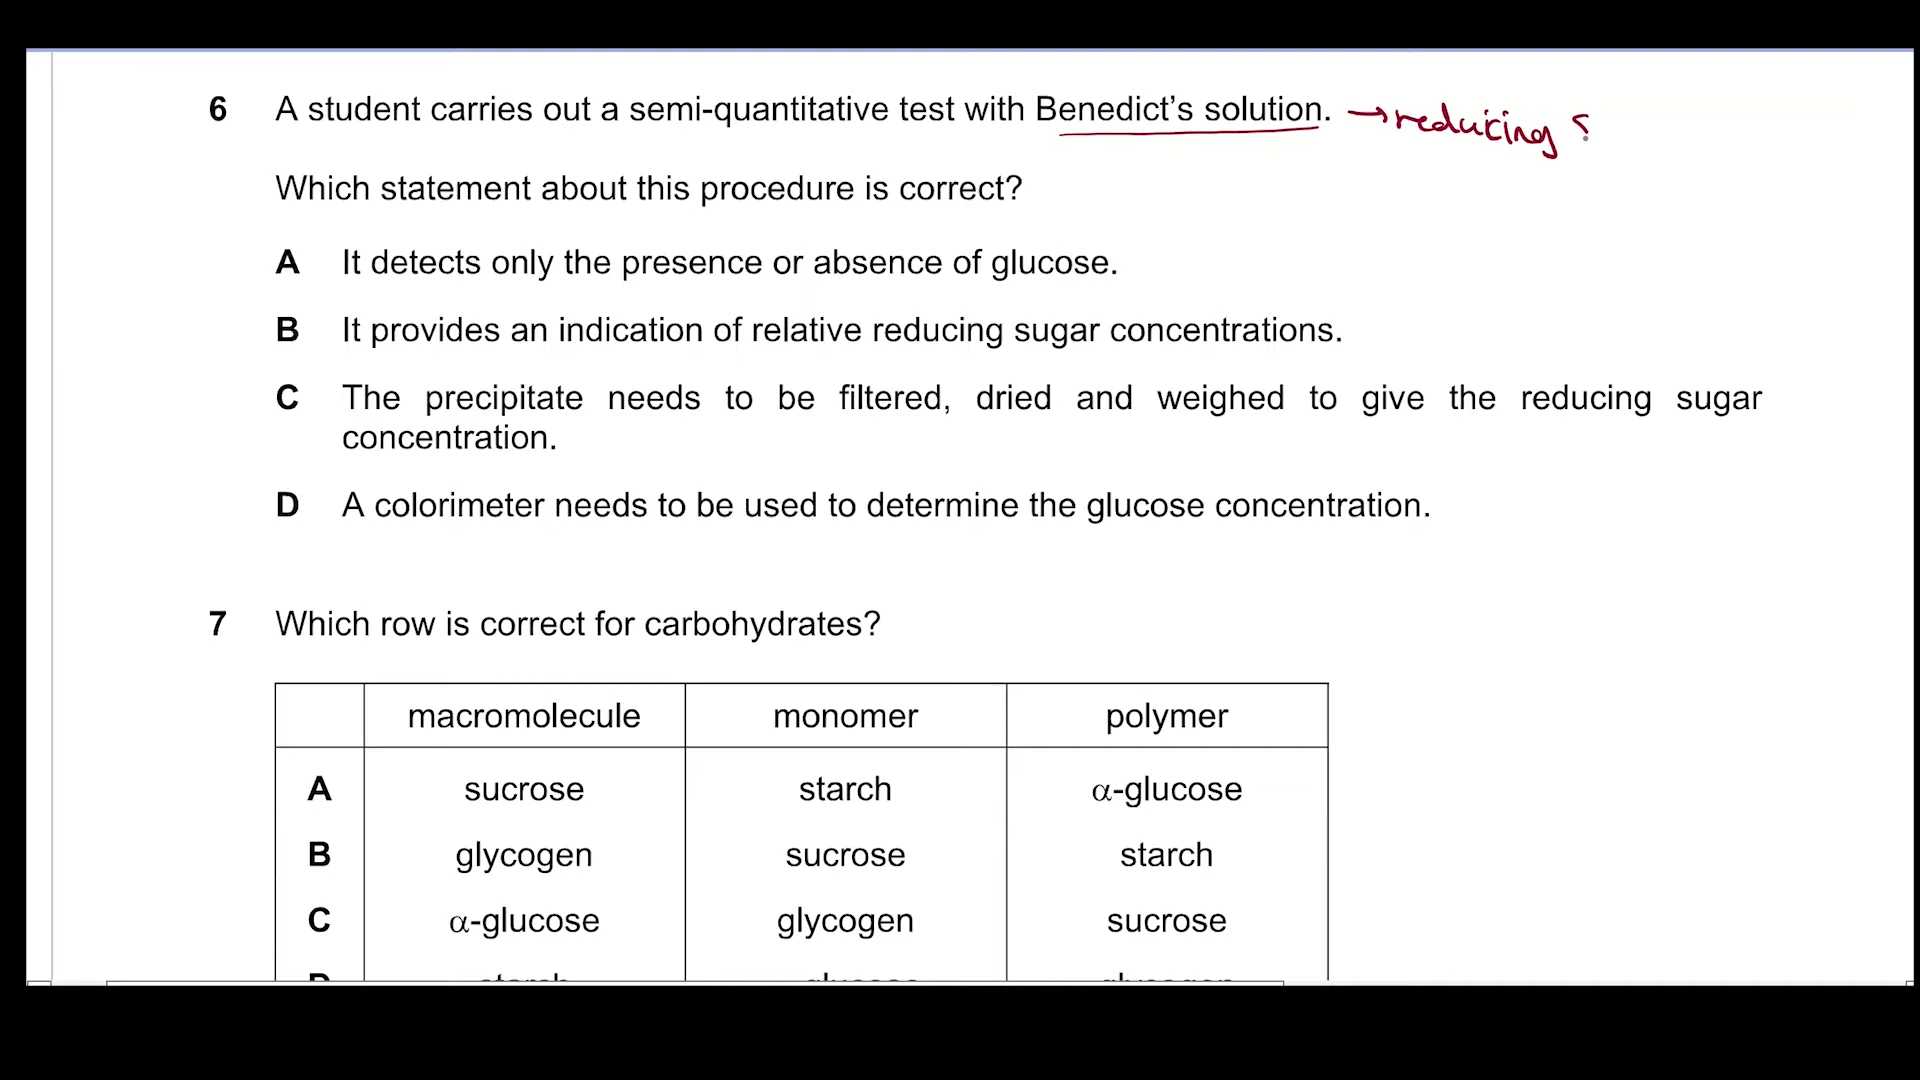 6 A student carries out a semi-quantitative test with Benedict's solution. → reducing s
Which statement about this procedure is correct?
A It detects only the presence or absence of glucose.
B It provides an indication of relative reducing sugar concentrations.
C The precipitate needs to be filtered, dried and weighed to give the reducing sugar
concentration.
D A colorimeter needs to be used to determine the glucose concentration.
7 Which row is correct for carbohydrates?
macromolecule monomer polymer
A sucrose starch α-glucose
B glycogen sucrose starch
C α-glucose glycogen sucrose